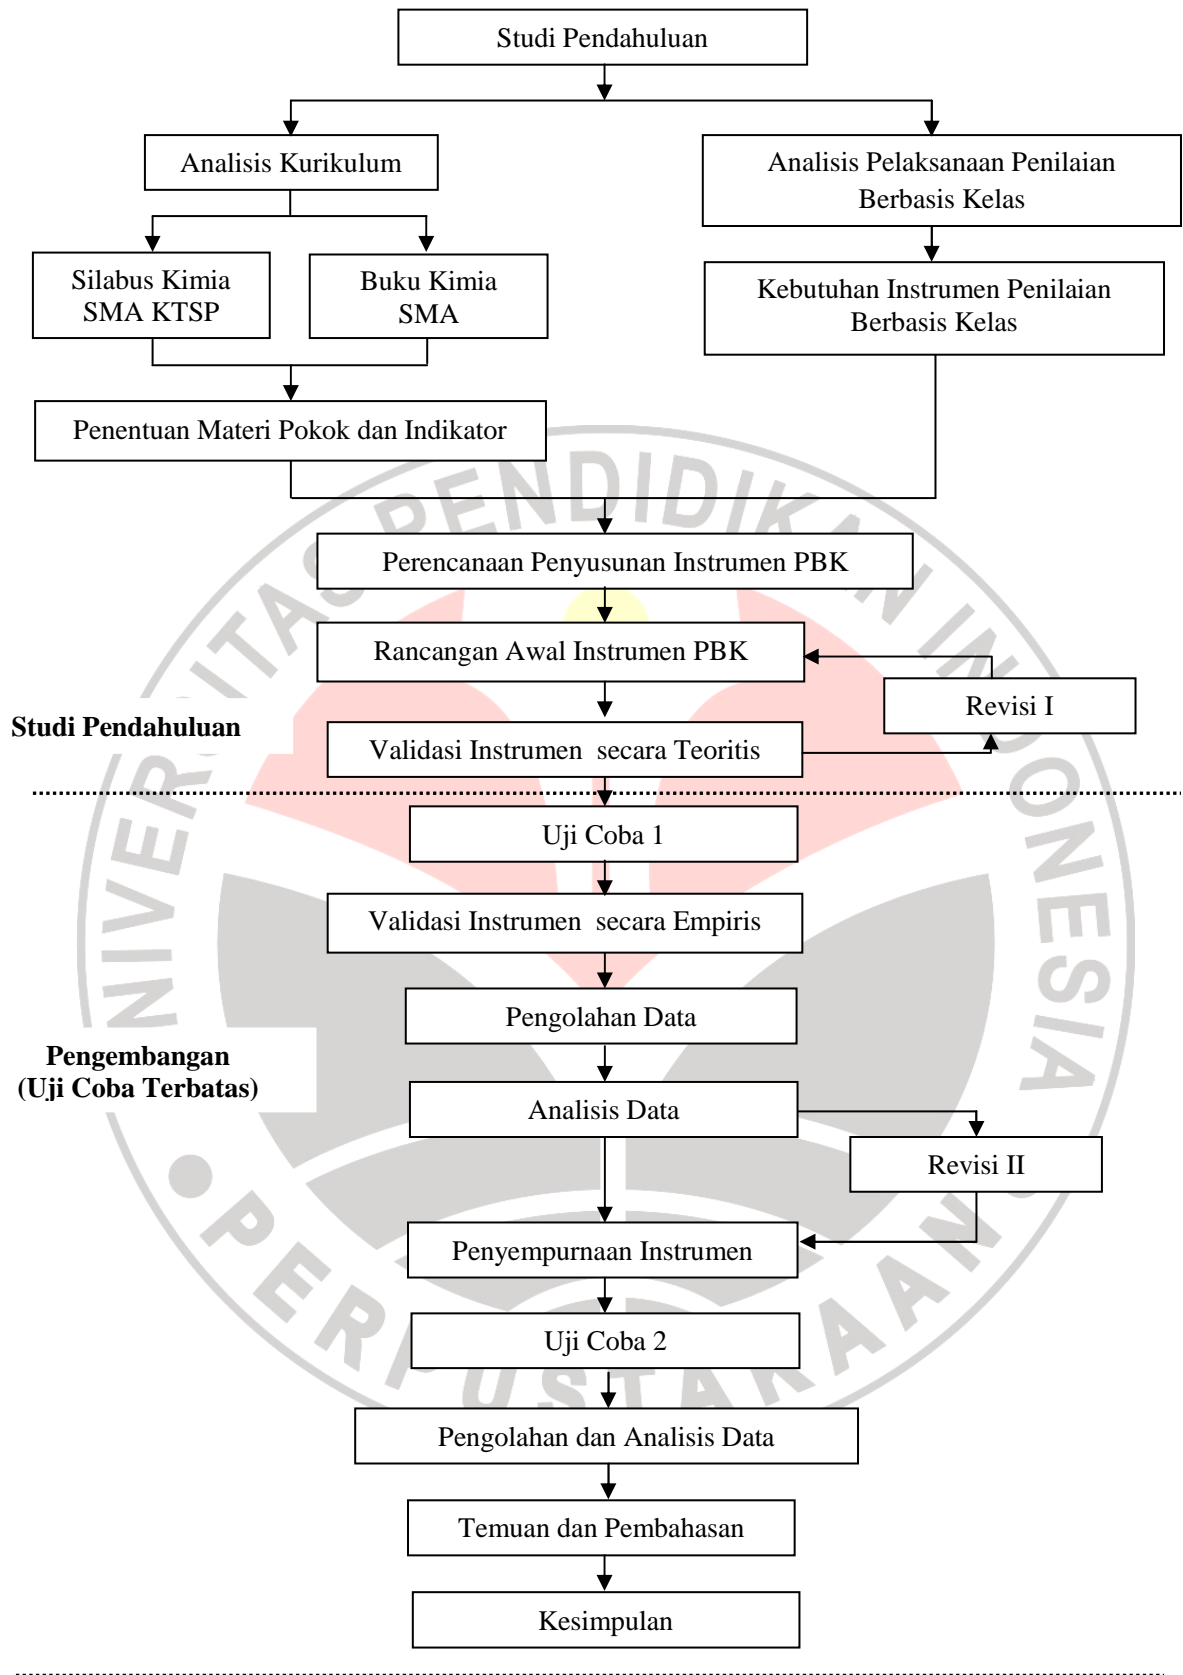 Studi Pendahuluan
Analisis Kurikulum
Analisis Pelaksanaan Penilaian
Berbasis Kelas
Silabus Kimia
SMA KTSP
Buku Kimia
SMA
Kebutuhan Instrumen Penilaian
Berbasis Kelas
Penentuan Materi Pokok dan Indikator
Perencanaan Penyusunan Instrumen PBK
Rancangan Awal Instrumen PBK
Revisi I
Studi Pendahuluan
Validasi Instrumen secara Teoritis
Uji Coba 1
Validasi Instrumen secara Empiris
Pengolahan Data
Pengembangan
(Uji Coba Terbatas)
Analisis Data
Revisi II
Penyempurnaan Instrumen
Uji Coba 2
Pengolahan dan Analisis Data
Temuan dan Pembahasan
Kesimpulan
PENDIDIKAN INDONESIA
PERPUSTAKAAN